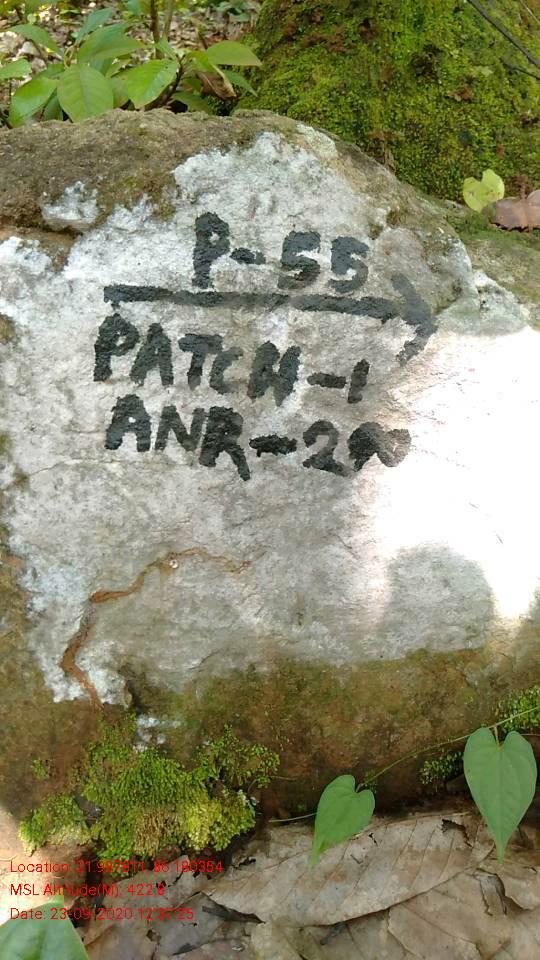 P-55
PATCH-1
ANR-200
Location: 21.987811, 86.180354
MSL Altitude(M): 422.8
Date: 23-09-2020 12:37:25